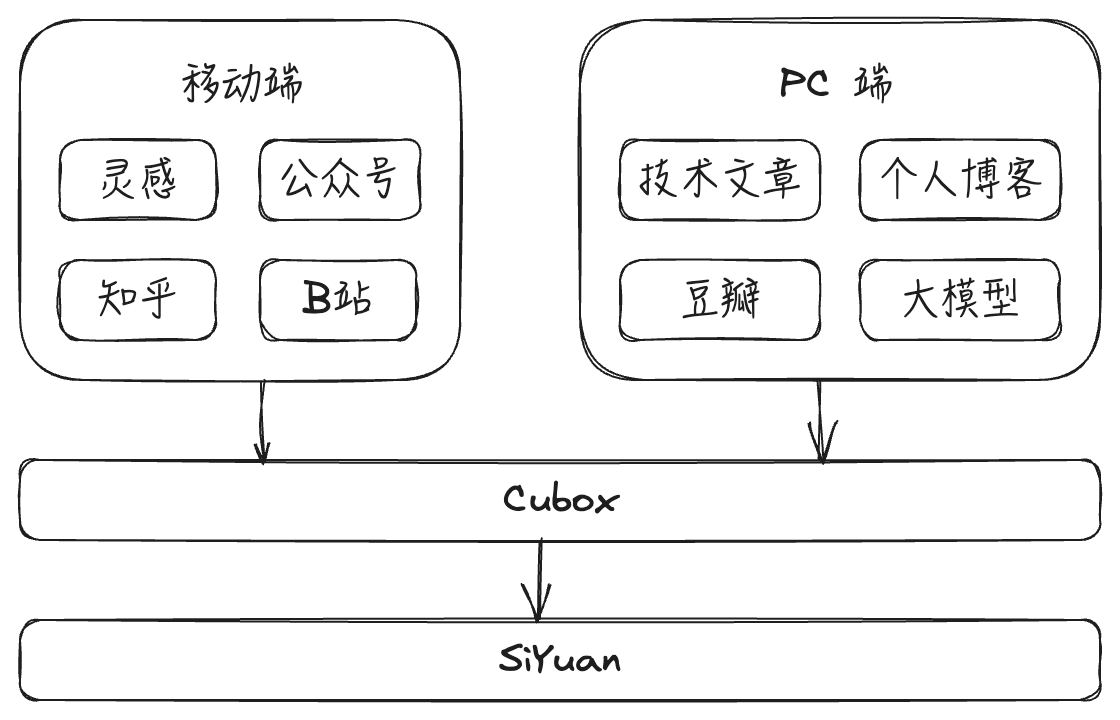 移动端
灵感
公众号
知乎
B站
PC 端
技术文章
个人博客
豆瓣
大模型
Cubox
SiYuan